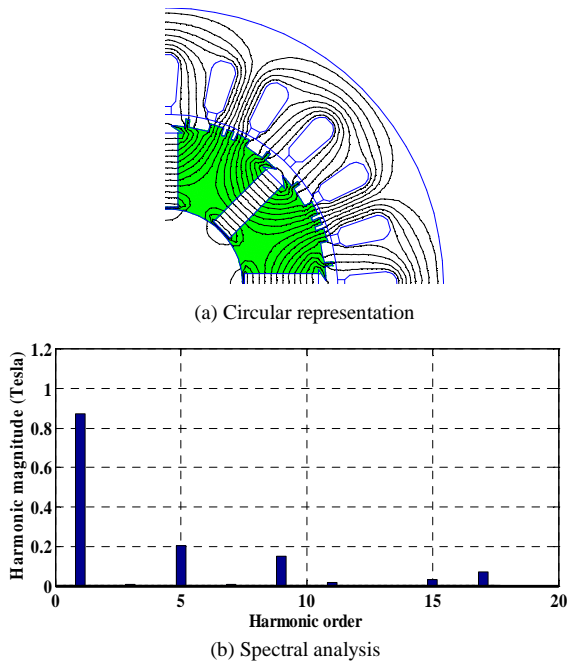 (a) Circular representation
1.2
1
0.8
0.6
0.4
0.2
0
Harmonic magnitude (Tesla)
0 5 10 15 20
Harmonic order
(b) Spectral analysis